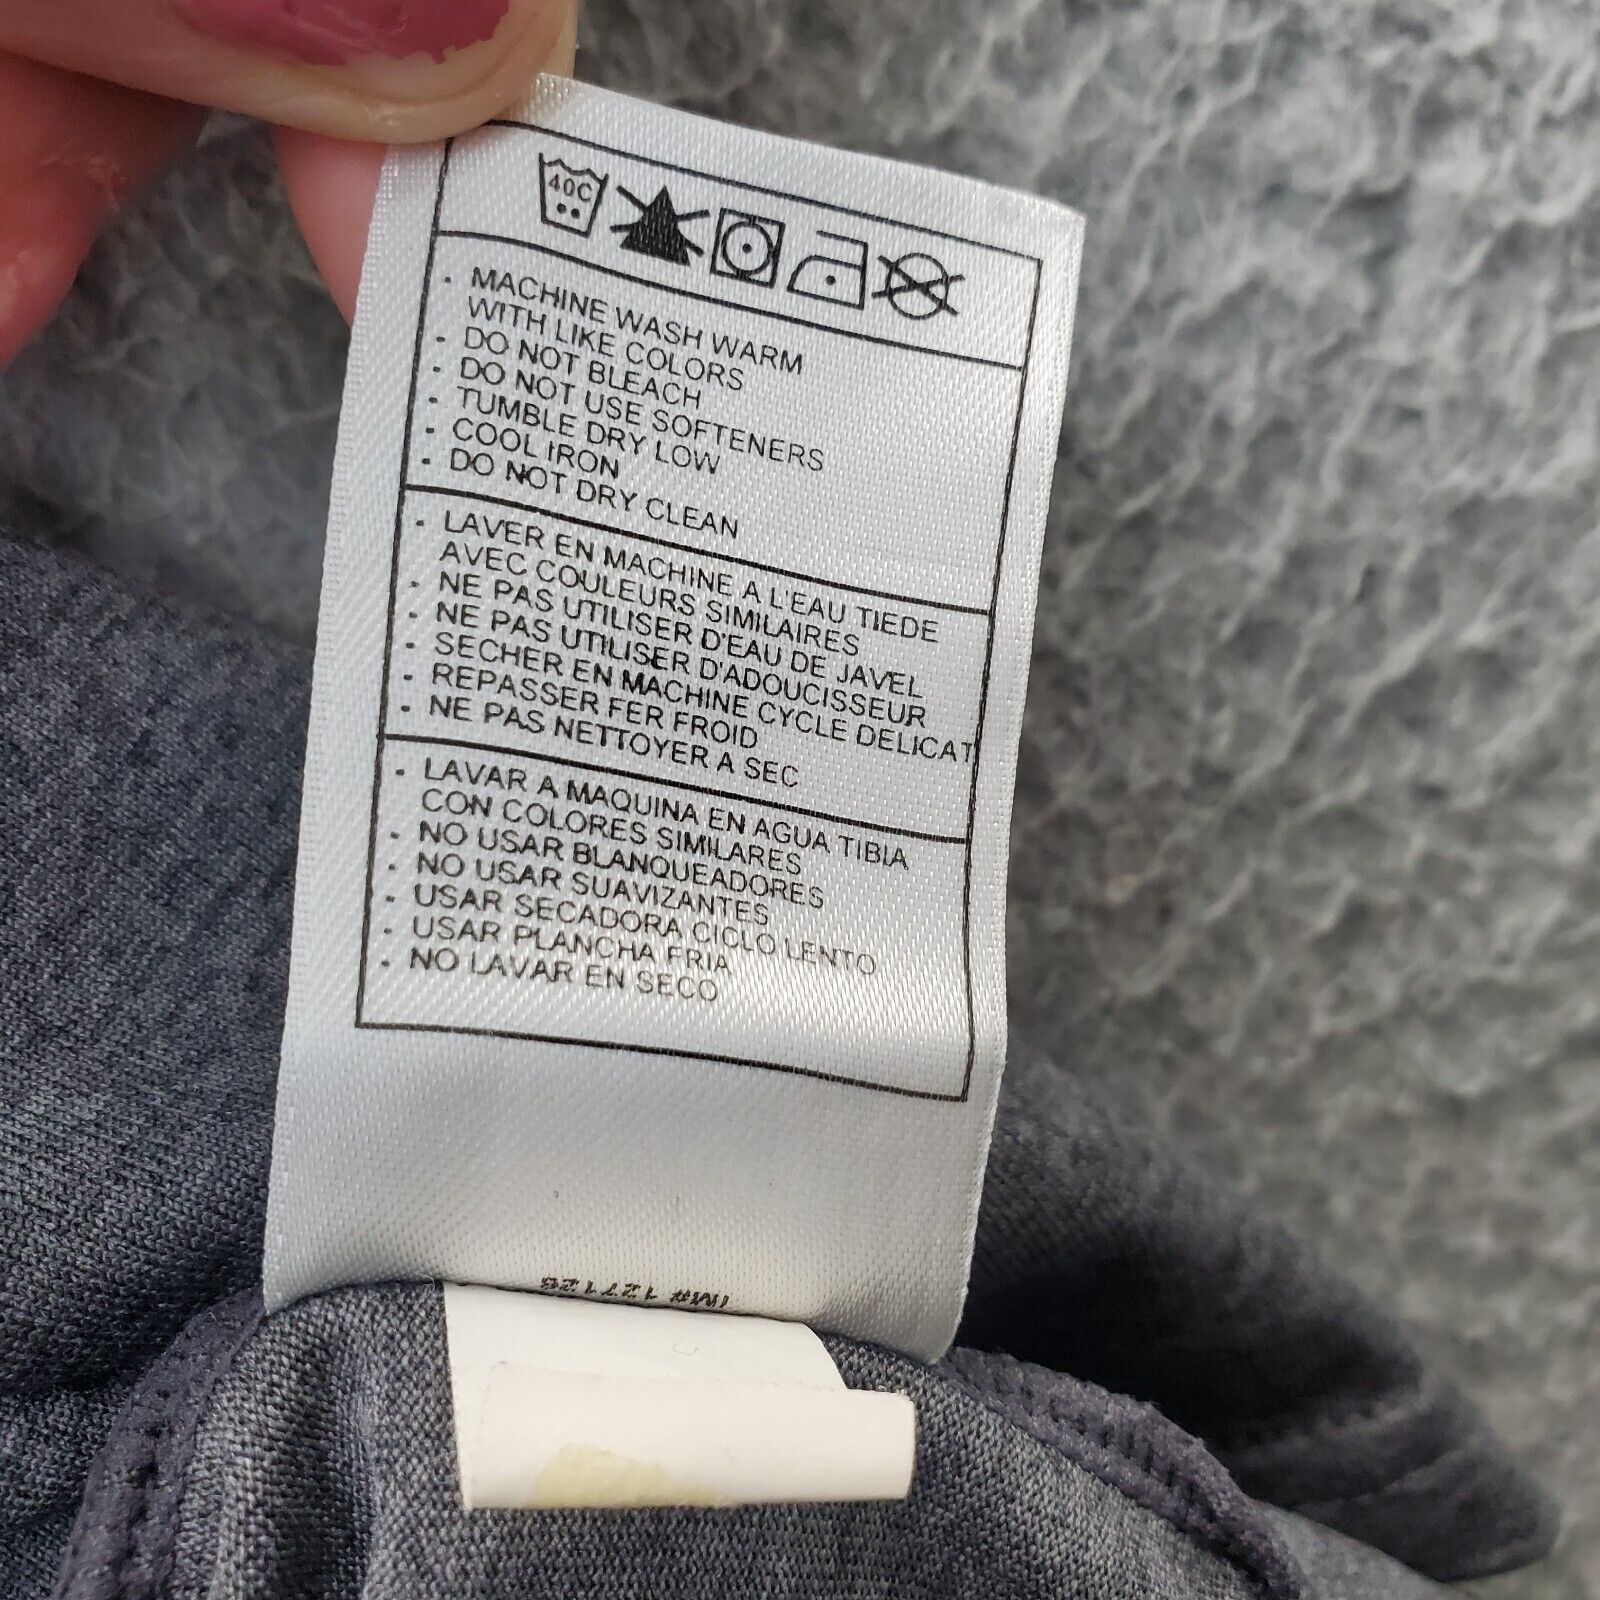 40C
· MACHINE WASH WARM
WITH LIKE COLORS
· DO NOT BLEACH
· DO NOT USE SOFTENERS
· TUMBLE DRY LOW
· COOL IRON
· DO NOT DRY CLEAN
· LAVER EN MACHINE A L'EAU TIEDE
AVEC COULEURS SIMILAIRES
· NE PAS UTILISER D'EAU DE JAVEL
· NE PAS UTILISER D'ADOUCISSEUR
· SECHER EN MACHINE CYCLE DELICAT
· REPASSER FER FROID
· NE PAS NETTOYER A SEC
· LAVAR A MAQUINA EN AGUA TIBIA
CON COLORES SIMILARES
· NO USAR BLANQUEADORES
· NO USAR SUAVIZANTES
· USAR SECADORA CICLO LENTO
· USAR PLANCHA FRIA
· NO LAVAR EN SECO